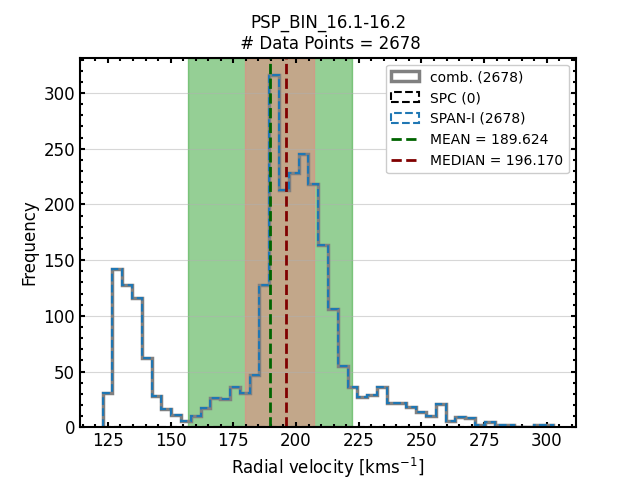 PSP_BIN_16.1-16.2
# Data Points = 2678
comb. (2678)
SPC (0)
SPAN-I (2678)
MEAN = 189.624
MEDIAN = 196.170
Frequency
300
250
200
150
100
50
0
125 150 175 200 225 250 275 300
Radial velocity [kms⁻¹]